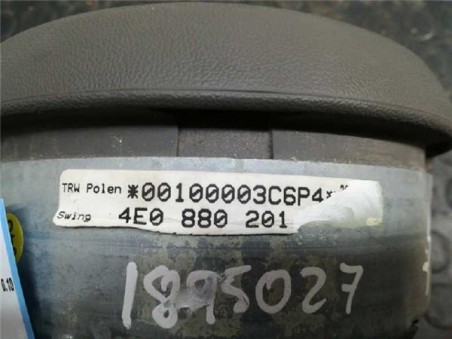 TRW Polen *00100003C6P4*
Swing 4E0 880 201
1895027